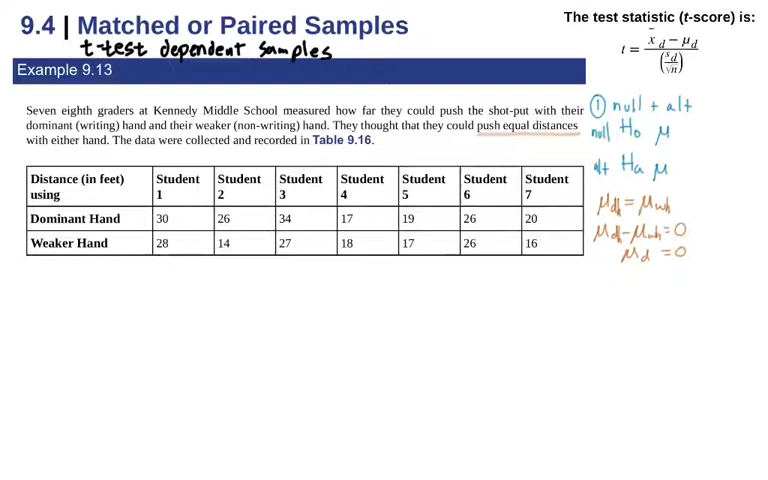 9.4 | Matched or Paired Samples
t-test dependent samples
The test statistic (t-score) is:
t = x̄d − μd / (sd/√n)
Example 9.13
Seven eighth graders at Kennedy Middle School measured how far they could push the shot-put with their
dominant (writing) hand and their weaker (non-writing) hand. They thought that they could push equal distances
with either hand. The data were collected and recorded in Table 9.16.
Distance (in feet) using Student 1 Student 2 Student 3 Student 4 Student 5 Student 6 Student 7
Dominant Hand 30 26 34 17 19 26 20
Weaker Hand 28 14 27 18 17 26 16
① null + alt
null H₀ μ
alt Ha μ
μdh = μwh
μdh − μwh = 0
μd = 0